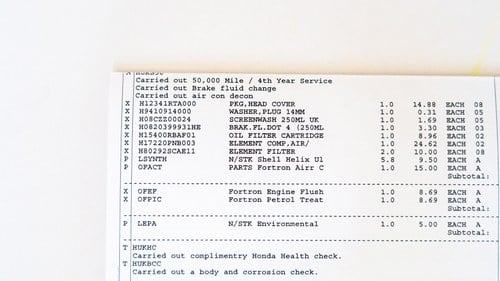 Carried out 50,000 Mile / 4th Year Service
Carried out Brake fluid change
Carried out air con decon
X H12341RTA000 PKG,HEAD COVER 1.0 14.88 EACH 08
X H9410914000 WASHER,PLUG 14MM 1.0 0.31 EACH 05
X H08CZZ00024 SCREENWASH 250ML UK 1.0 1.69 EACH 05
X H0820399931HE BRAK.FL.DOT 4 (250ML 1.0 3.30 EACH 03
X H15400RBAF01 OIL FILTER CARTRIDGE 1.0 8.96 EACH 02
X H17220PNB003 ELEMENT COMP,AIR/ 1.0 24.62 EACH 02
X H80292SCAE11 ELEMENT FILTER 2.0 10.00 EACH 08
P LSYNTH N/STK Shell Helix Ul 5.8 9.50 EACH A
P OFACT PARTS Fortron Airr C 1.0 15.00 EACH A
Subtotal:
X OFEF Fortron Engine Flush 1.0 8.69 EACH A
X OFPIC Fortron Petrol Treat 1.0 8.69 EACH A
Subtotal:
P LEPA N/STK Environmental 1.0 5.00 EACH A
Subtotal:
T HUKHC
Carried out complimentry Honda Health check.
T HUKBCC
Carried out a body and corrosion check.